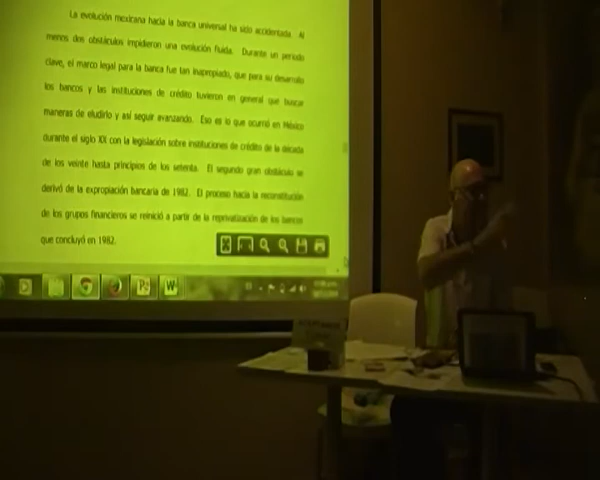 La evolución mexicana hacia la banca universal ha sido accidentada. Al
menos dos obstáculos impidieron una evolución fluida. Durante un período
clave, el marco legal para la banca fue tan inapropiado, que para su desarrollo
los bancos y las instituciones de crédito tuvieron en general que buscar
maneras de eludirlo y así seguir avanzando. Eso es lo que ocurrió en México
durante el siglo XX con la legislación sobre instituciones de crédito de la década
de los veinte hasta principios de los setenta. El segundo gran obstáculo se
derivó de la expropiación bancaria de 1982. El proceso hacia la reconstitución
de los grupos financieros se reinició a partir de la reprivatización de los bancos
que concluyó en 1982.